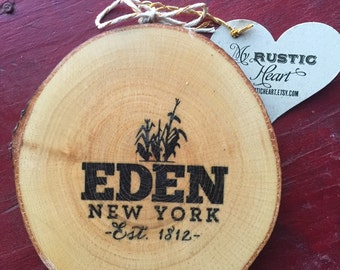 My RUSTIC
Heart
EDEN
NEW YORK
-Est. 1812-